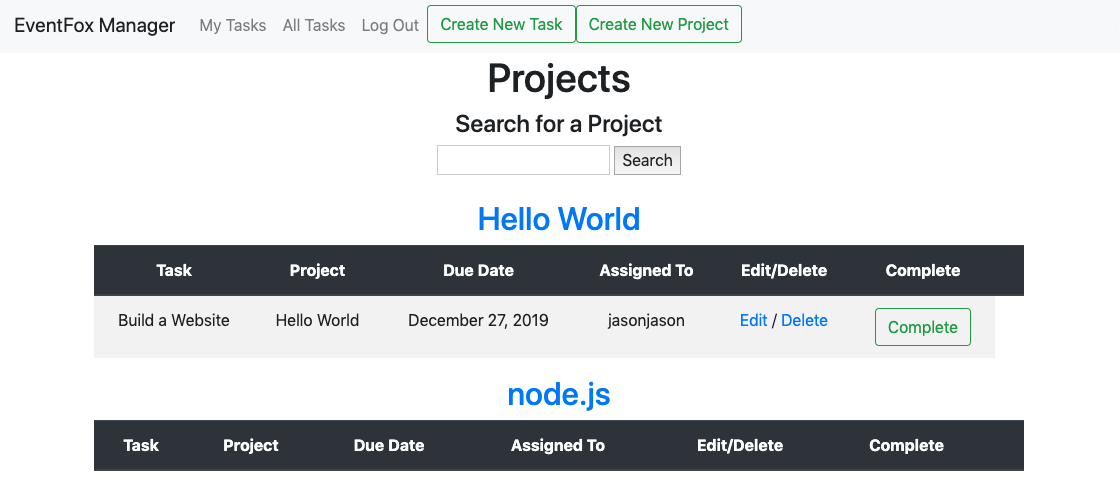 EventFox Manager My Tasks All Tasks Log Out Create New Task Create New Project
Projects
Search for a Project
Search
Hello World
Task Project Due Date Assigned To Edit/Delete Complete
Build a Website Hello World December 27, 2019 jasonjason Edit / Delete Complete
node.js
Task Project Due Date Assigned To Edit/Delete Complete